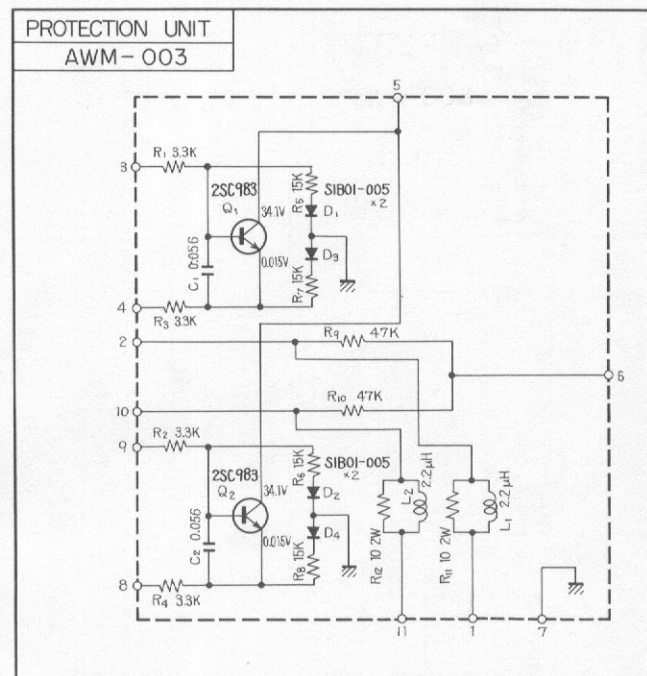 PROTECTION UNIT
AWM-003
5
3
R1 3.3K
2SC983
Q1
34.1V
0.015V
R5 15K
S1B01-005
×2
D1
D3
R7 15K
C1 0.056
4
R3 3.3K
2
R9 47K
6
R10 47K
10
9
R2 3.3K
2SC983
Q2
34.1V
0.015V
R6 15K
S1B01-005
×2
D2
D4
R8 15K
C2 0.056
8
R4 3.3K
L2
2.2μH
R12 10 2W
2.2μH
L1
R11 10 2W
11
1
7